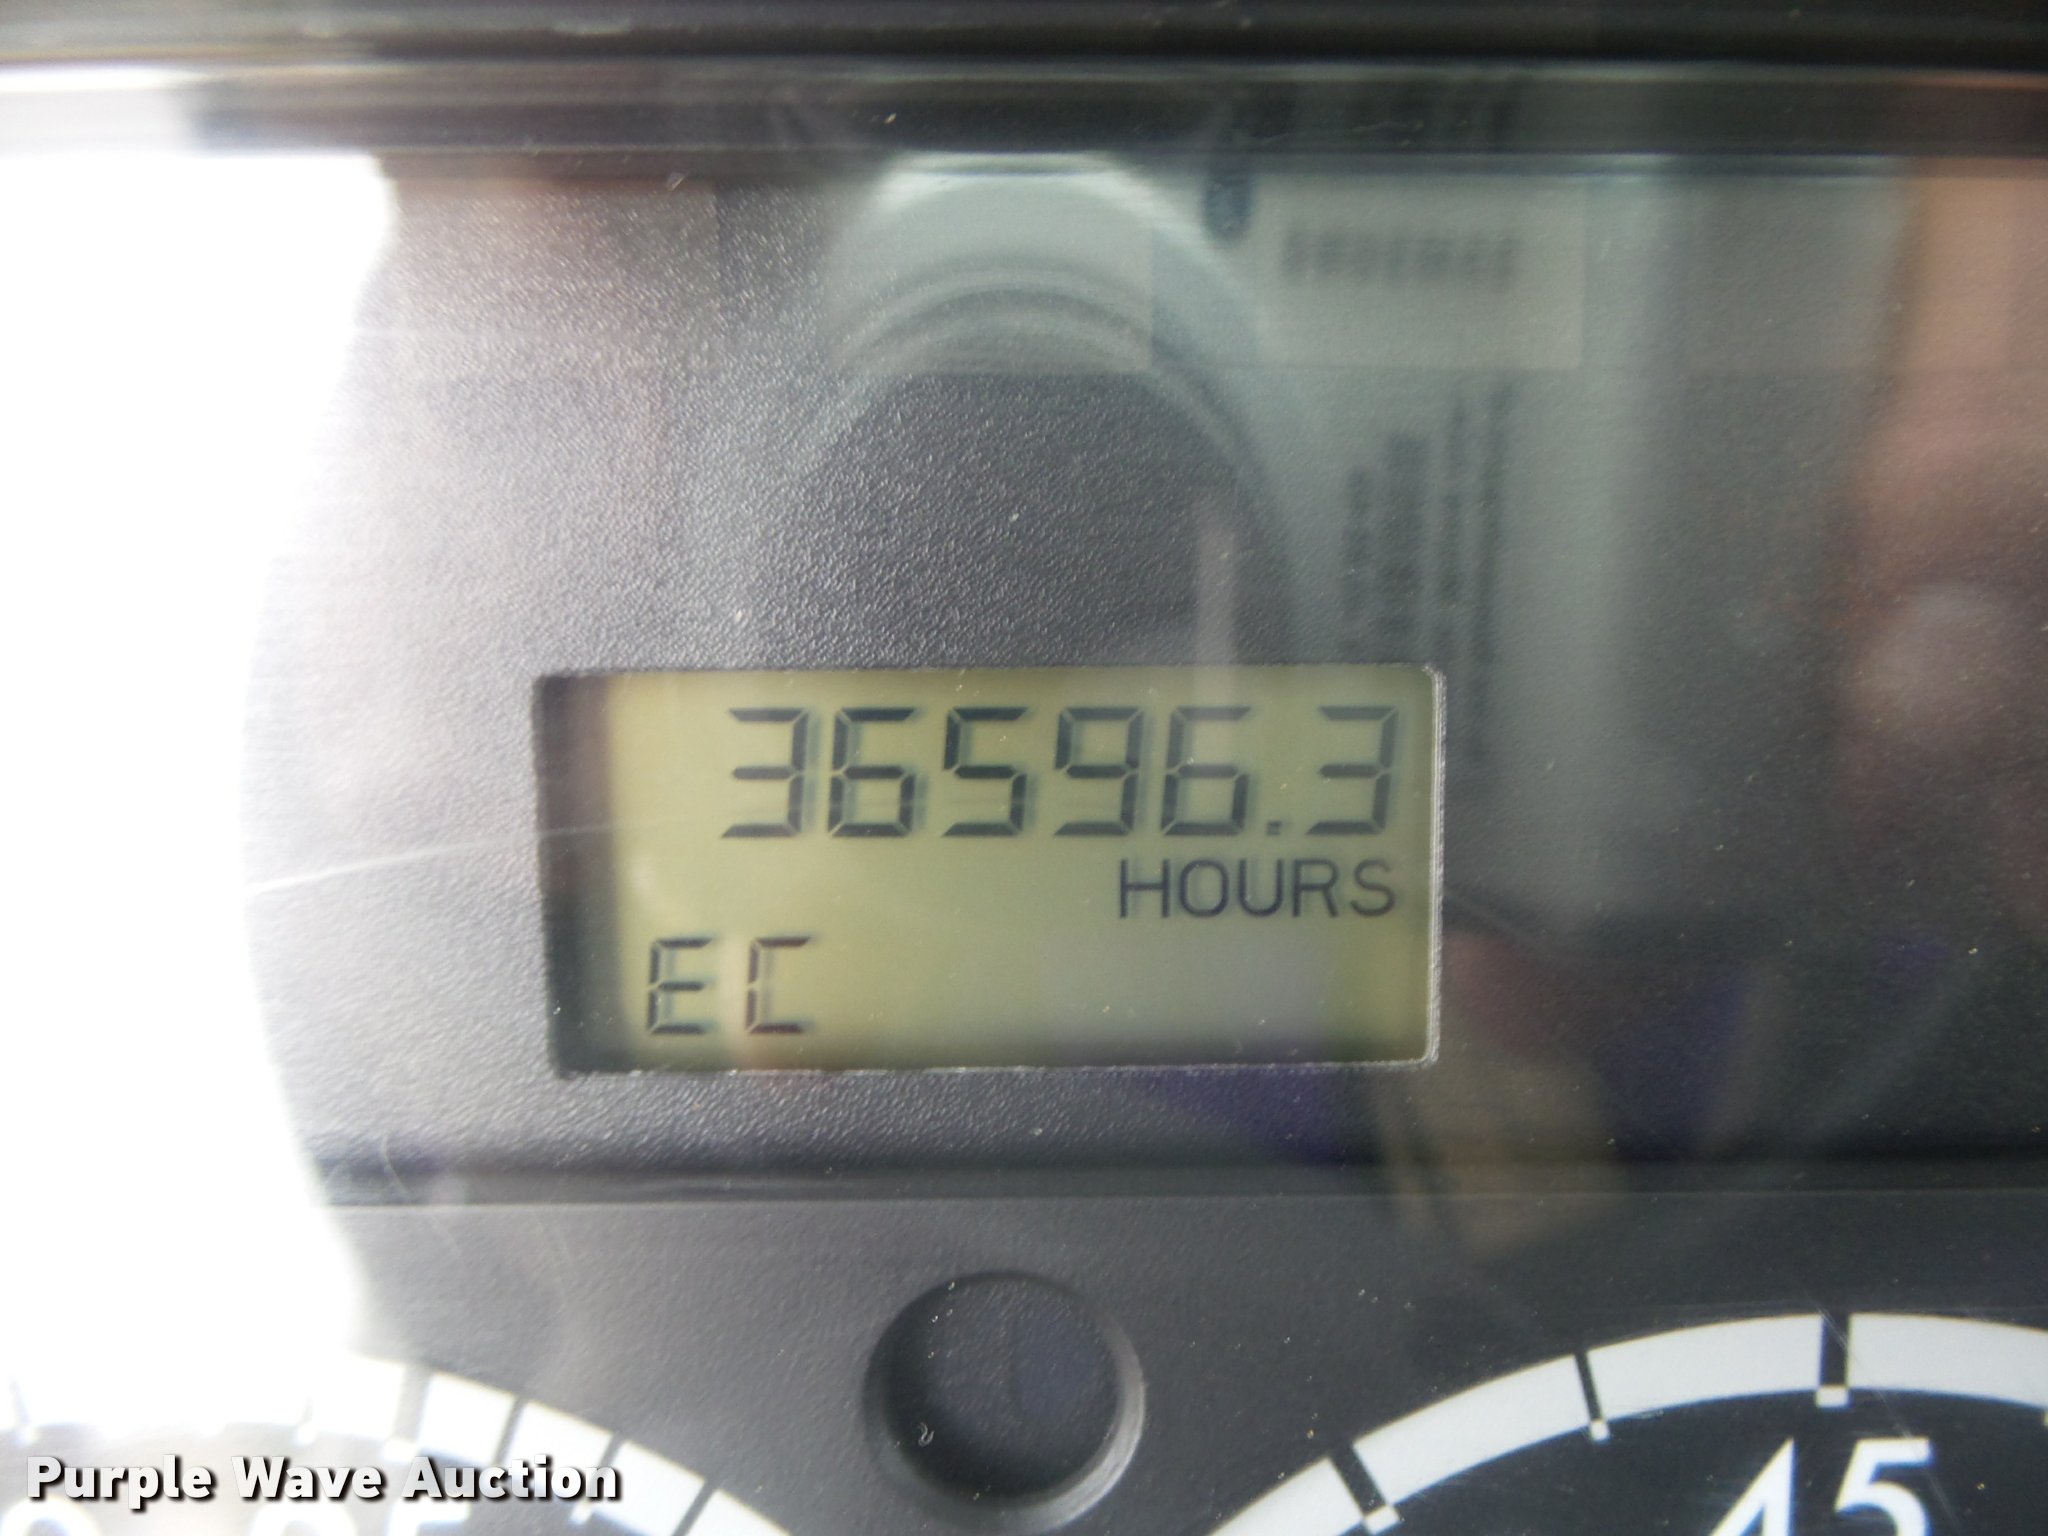 36596.3
HOURS
EC
45
Purple Wave Auction